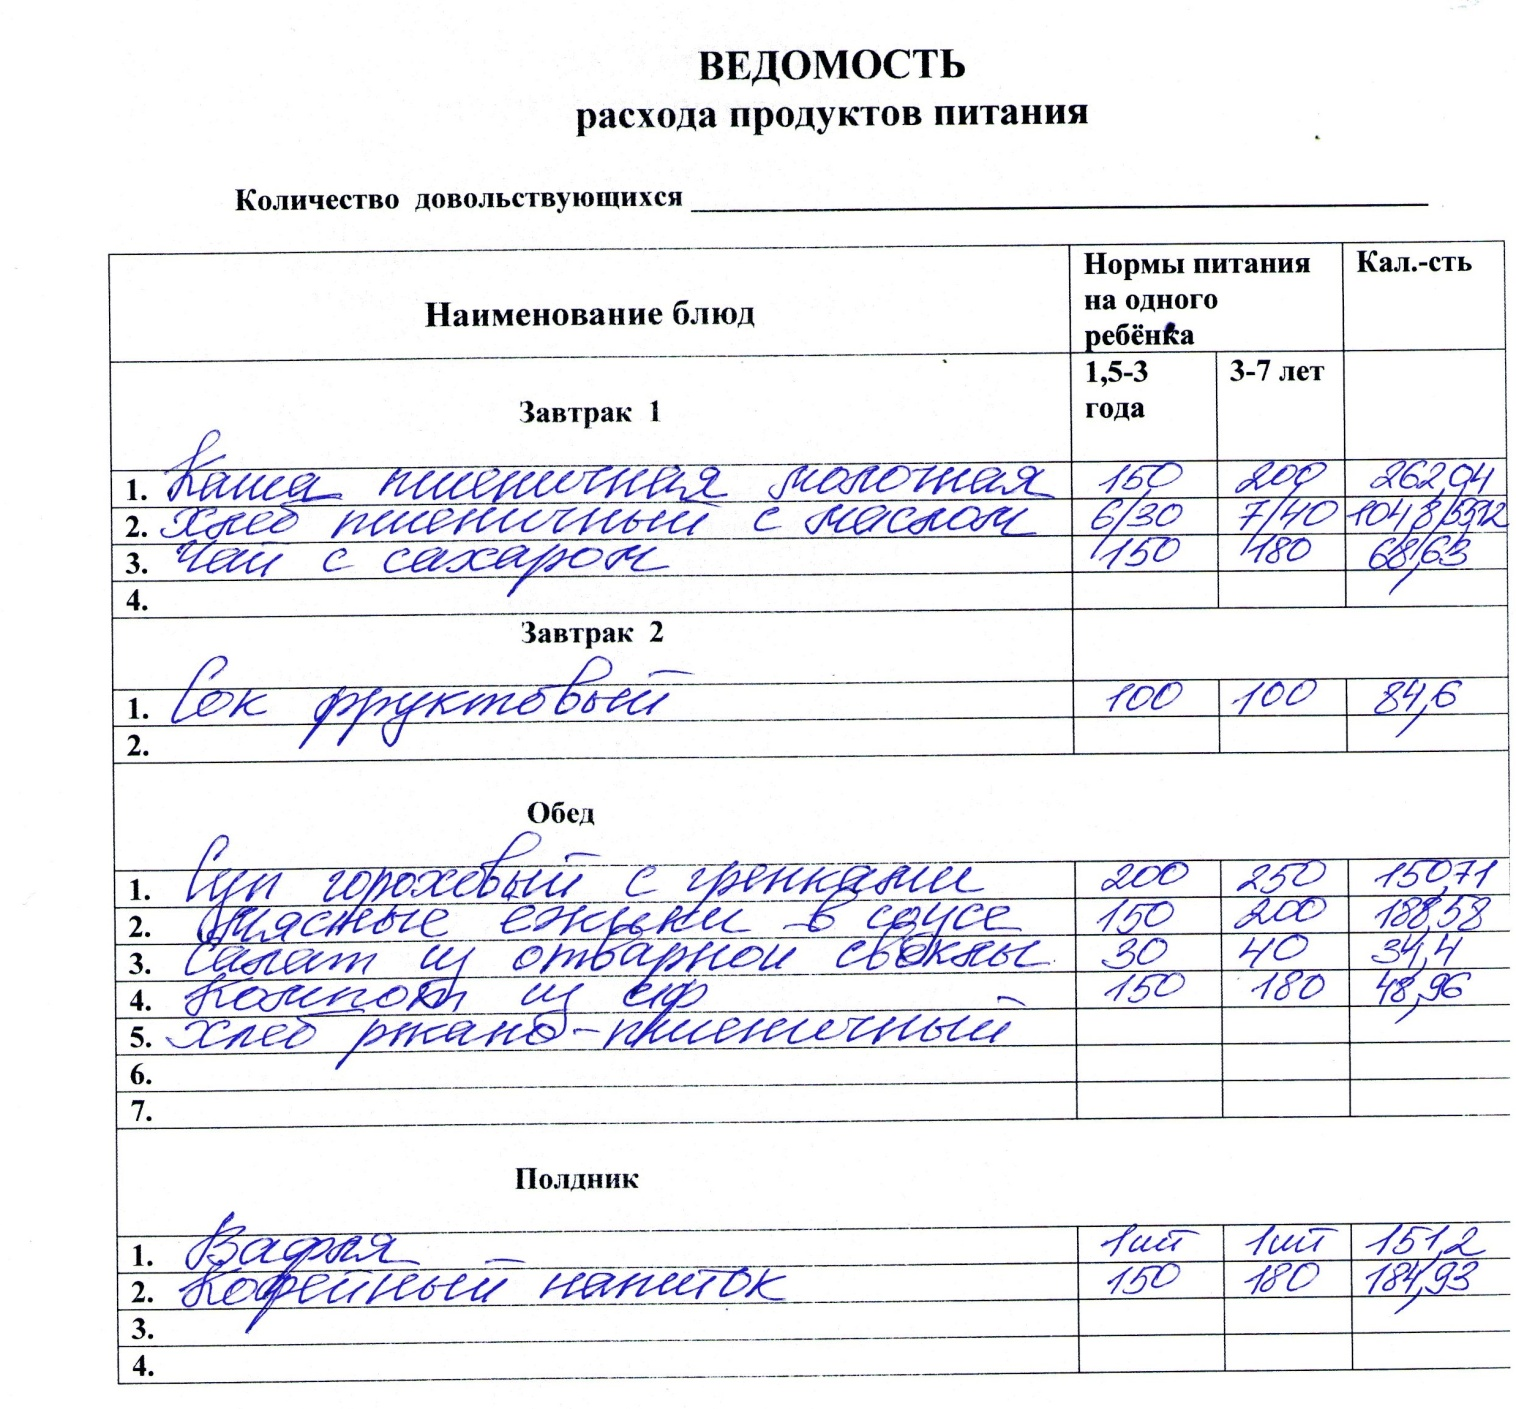 ВЕДОМОСТЬ
расхода продуктов питания
Количество довольствующихся
Наименование блюд Нормы питания на одного ребёнка Кал.-сть
Завтрак 1 1,5-3 года 3-7 лет
1. Каша пшеничная молочная 150 200 262,94
2. Хлеб пшеничный с маслом 6/30 7/40
3. Чай с сахаром 150 180 68,63
4.
Завтрак 2
1. Сок фруктовый 100 100 84,6
2.
Обед
1. Суп гороховый с гренками 200 250 150,71
2. Мясные ежики в соусе 150 200 188,58
3. Салат из отварной свеклы 30 40 34,4
4. Компот из с/ф 150 180 48,96
5. Хлеб ржано-пшеничный
6.
7.
Полдник
1. Вафля 1шт 1шт 151,2
2. Кофейный напиток 150 180 184,93
3.
4.